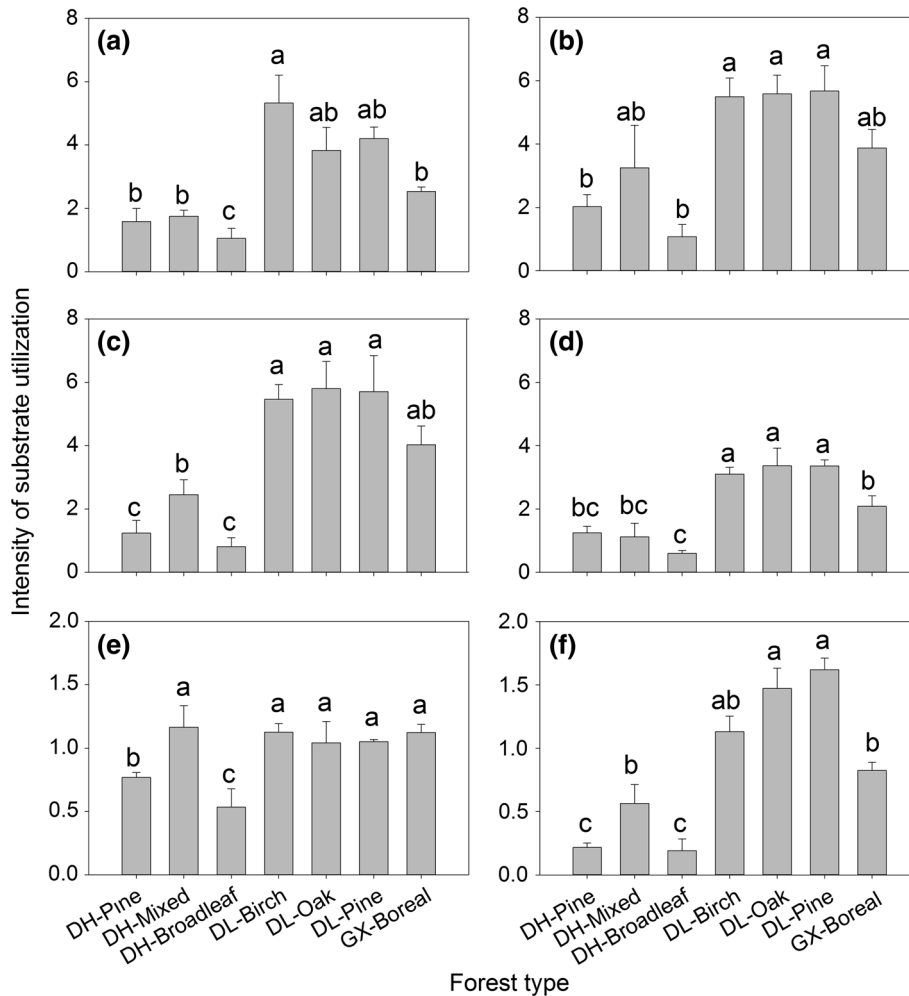 (a)
8
6
4
2
0
b
b
c
a
ab
ab
b
(b)
8
6
4
2
0
b
ab
b
a
a
a
ab
(c)
8
6
4
2
0
c
b
c
a
a
a
ab
(d)
8
6
4
2
0
bc
bc
c
a
a
a
b
(e)
2.0
1.5
1.0
0.5
0.0
b
a
c
a
a
a
a
(f)
2.0
1.5
1.0
0.5
0.0
c
b
c
ab
a
a
b
Intensity of substrate utilization
DH-Pine
DH-Mixed
DH-Broadleaf
DL-Birch
DL-Oak
DL-Pine
GX-Boreal
DH-Pine
DH-Mixed
DH-Broadleaf
DL-Birch
DL-Oak
DL-Pine
GX-Boreal
Forest type